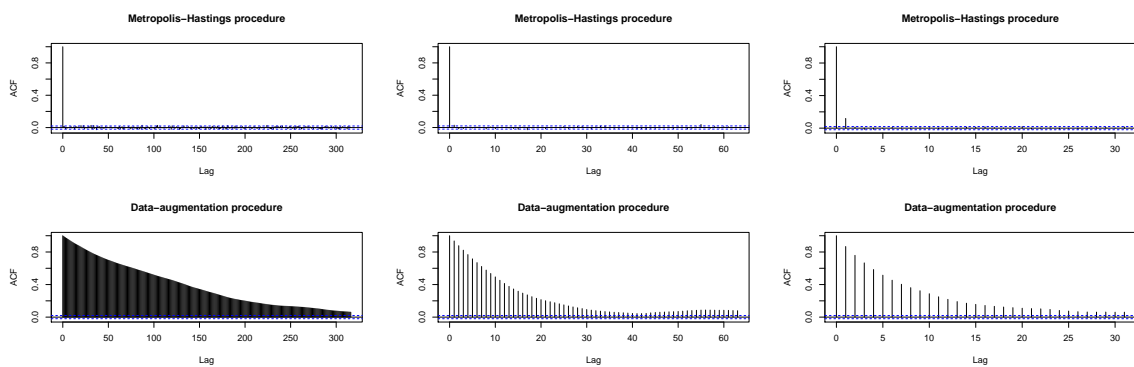 Metropolis−Hastings procedure
ACF
0.0 0.4 0.8
0 50 100 150 200 250 300
Lag
Metropolis−Hastings procedure
ACF
0.0 0.4 0.8
0 10 20 30 40 50 60
Lag
Metropolis−Hastings procedure
ACF
0.0 0.4 0.8
0 5 10 15 20 25 30
Lag
Data−augmentation procedure
ACF
0.0 0.4 0.8
0 50 100 150 200 250 300
Lag
Data−augmentation procedure
ACF
0.0 0.4 0.8
0 10 20 30 40 50 60
Lag
Data−augmentation procedure
ACF
0.0 0.4 0.8
0 5 10 15 20 25 30
Lag